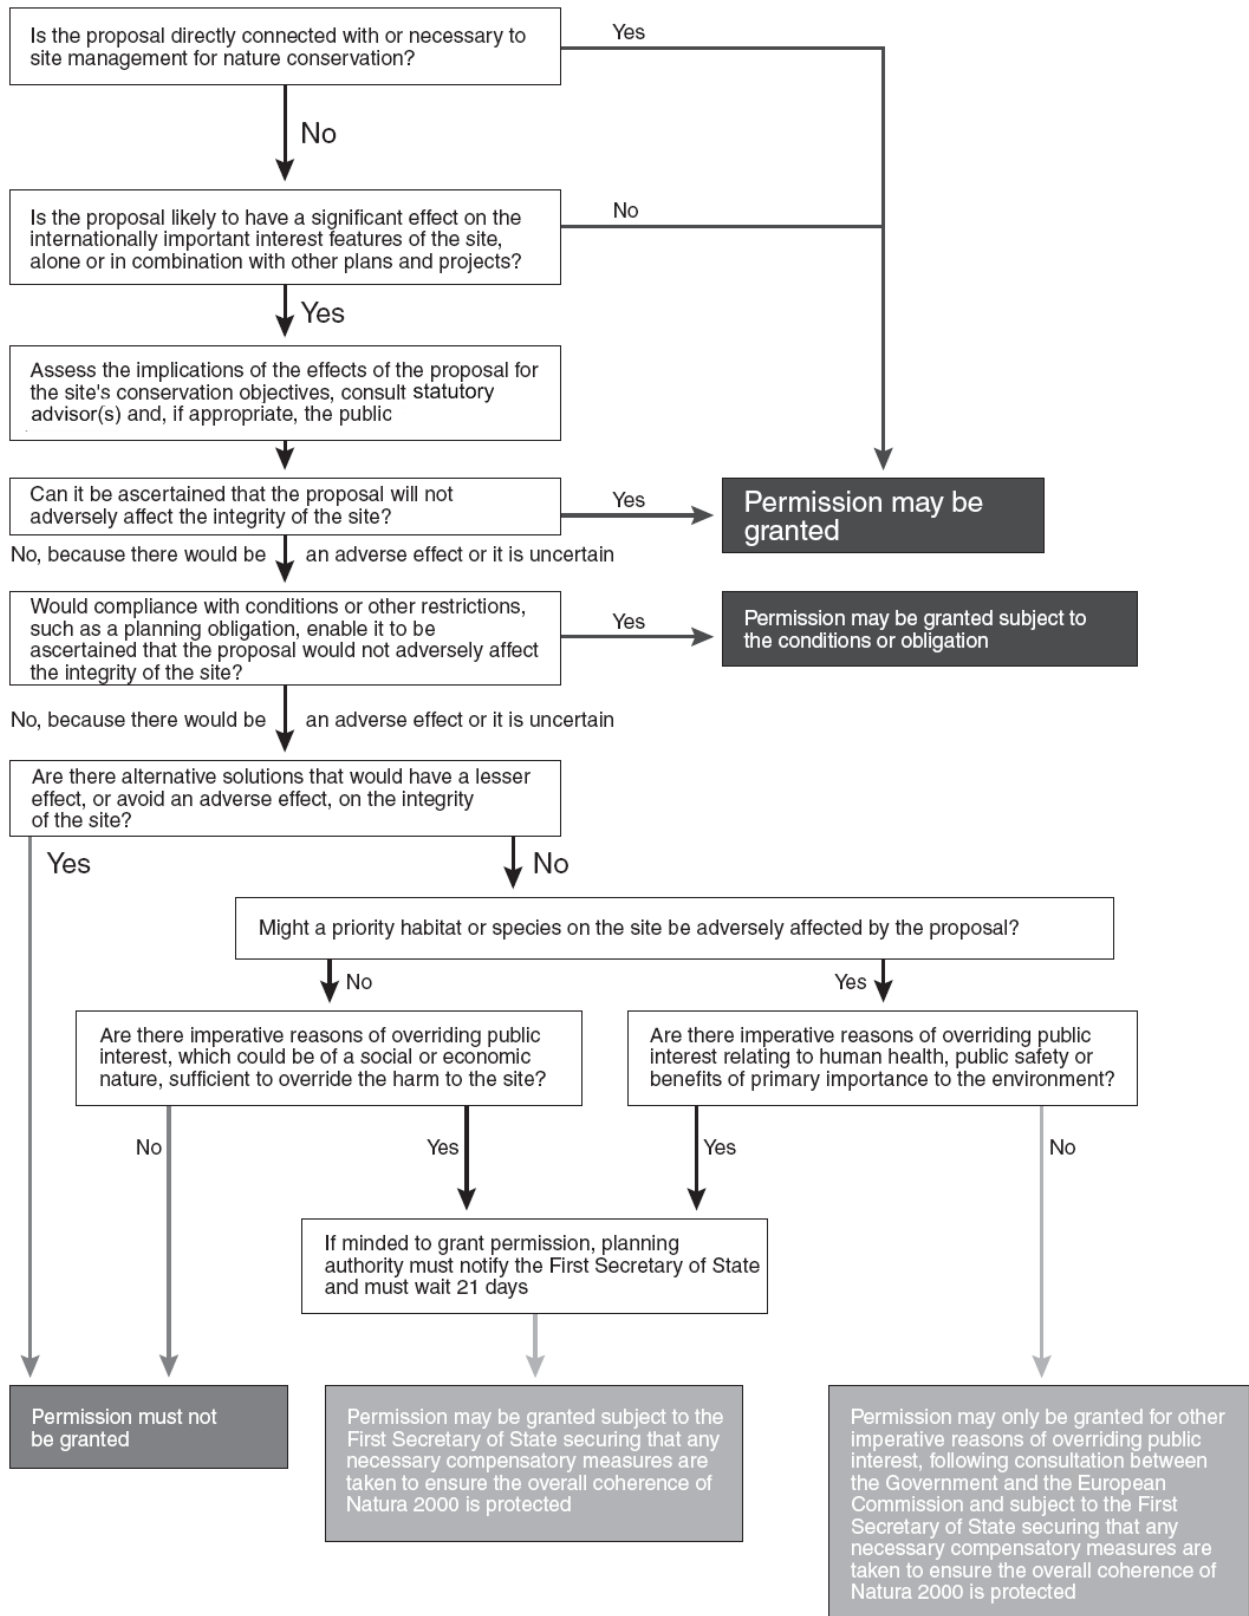 Is the proposal directly connected with or necessary to
site management for nature conservation?
Yes
No
Is the proposal likely to have a significant effect on the
internationally important interest features of the site,
alone or in combination with other plans and projects?
No
Yes
Assess the implications of the effects of the proposal for
the site's conservation objectives, consult statutory
advisor(s) and, if appropriate, the public
Can it be ascertained that the proposal will not
adversely affect the integrity of the site?
Yes
Permission may be
granted
No, because there would be an adverse effect or it is uncertain
Would compliance with conditions or other restrictions,
such as a planning obligation, enable it to be
ascertained that the proposal would not adversely affect
the integrity of the site?
Yes
Permission may be granted subject to
the conditions or obligation
No, because there would be an adverse effect or it is uncertain
Are there alternative solutions that would have a lesser
effect, or avoid an adverse effect, on the integrity
of the site?
Yes
No
Might a priority habitat or species on the site be adversely affected by the proposal?
No
Yes
Are there imperative reasons of overriding public
interest, which could be of a social or economic
nature, sufficient to override the harm to the site?
Are there imperative reasons of overriding public
interest relating to human health, public safety or
benefits of primary importance to the environment?
No
Yes
Yes
No
If minded to grant permission, planning
authority must notify the First Secretary of State
and must wait 21 days
Permission must not
be granted
Permission may be granted subject to the
First Secretary of State securing that any
necessary compensatory measures are
taken to ensure the overall coherence of
Natura 2000 is protected
Permission may only be granted for other
imperative reasons of overriding public
interest, following consultation between
the Government and the European
Commission and subject to the First
Secretary of State securing that any
necessary compensatory measures are
taken to ensure the overall coherence of
Natura 2000 is protected